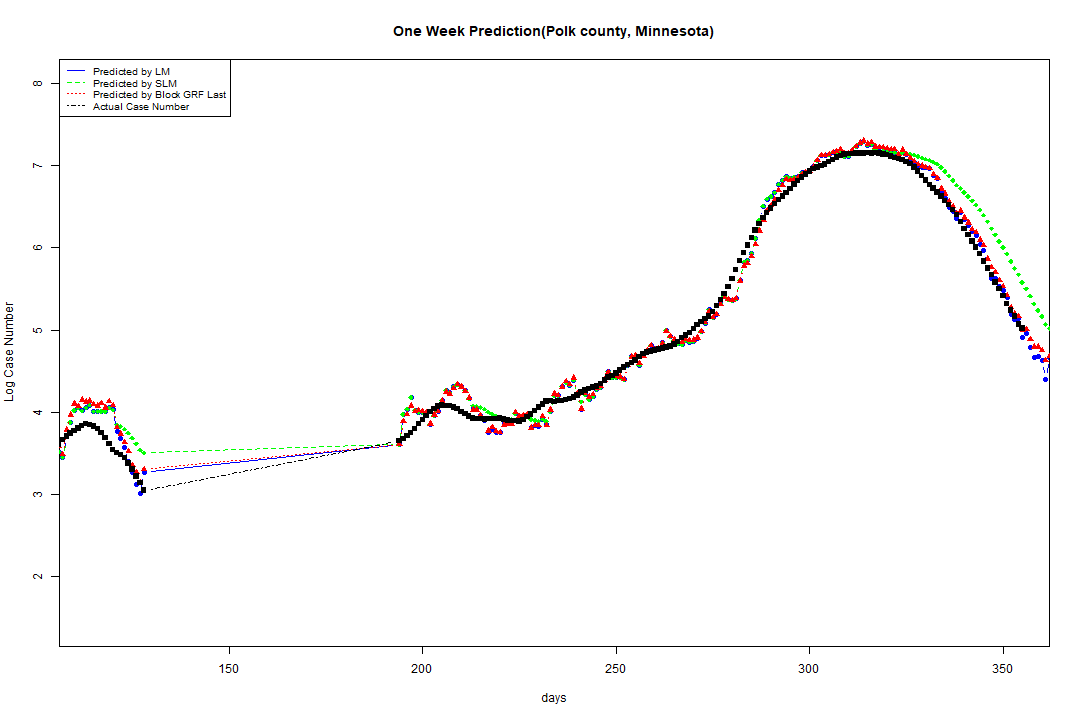 One Week Prediction(Polk county, Minnesota)
Predicted by LM
Predicted by SLM
Predicted by Block GRF Last
Actual Case Number
8
7
6
5
4
3
2
Log Case Number
150
200
250
300
350
days